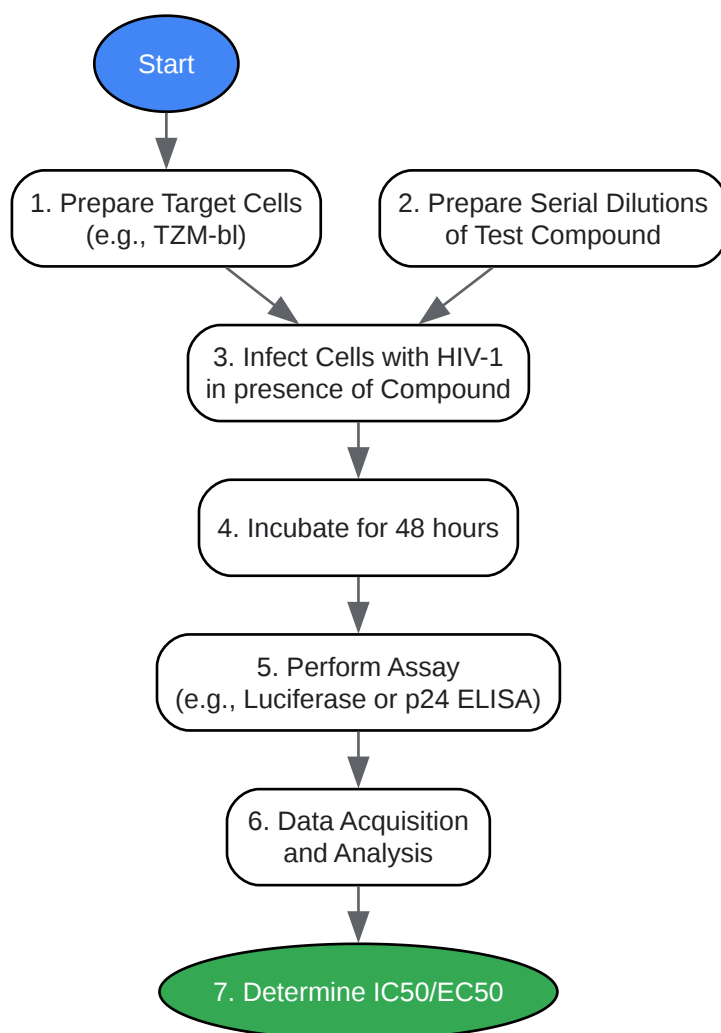 Start
1. Prepare Target Cells
(e.g., TZM-bl)
2. Prepare Serial Dilutions
of Test Compound
3. Infect Cells with HIV-1
in presence of Compound
4. Incubate for 48 hours
5. Perform Assay
(e.g., Luciferase or p24 ELISA)
6. Data Acquisition
and Analysis
7. Determine IC50/EC50